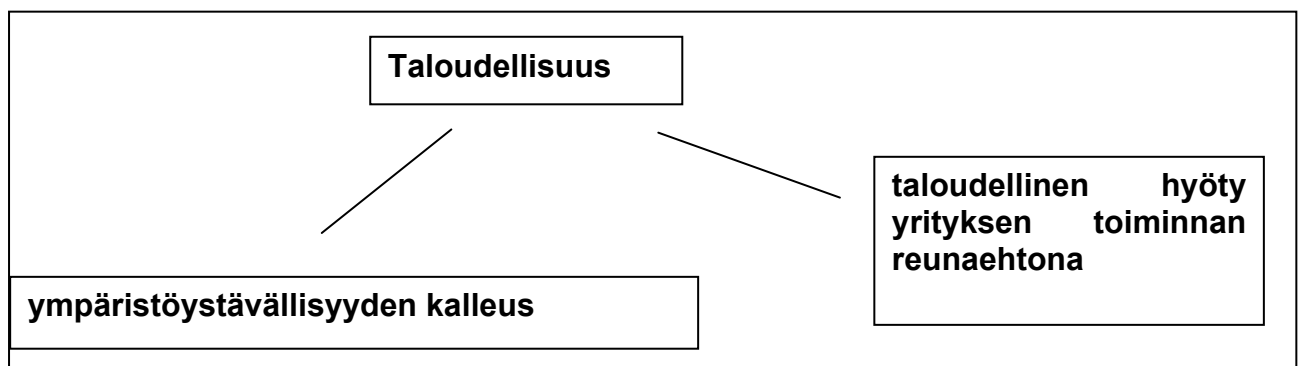 Taloudellisuus
taloudellinen hyöty
yrityksen toiminnan
reunaehtona
ympäristöystävällisyyden kalleus